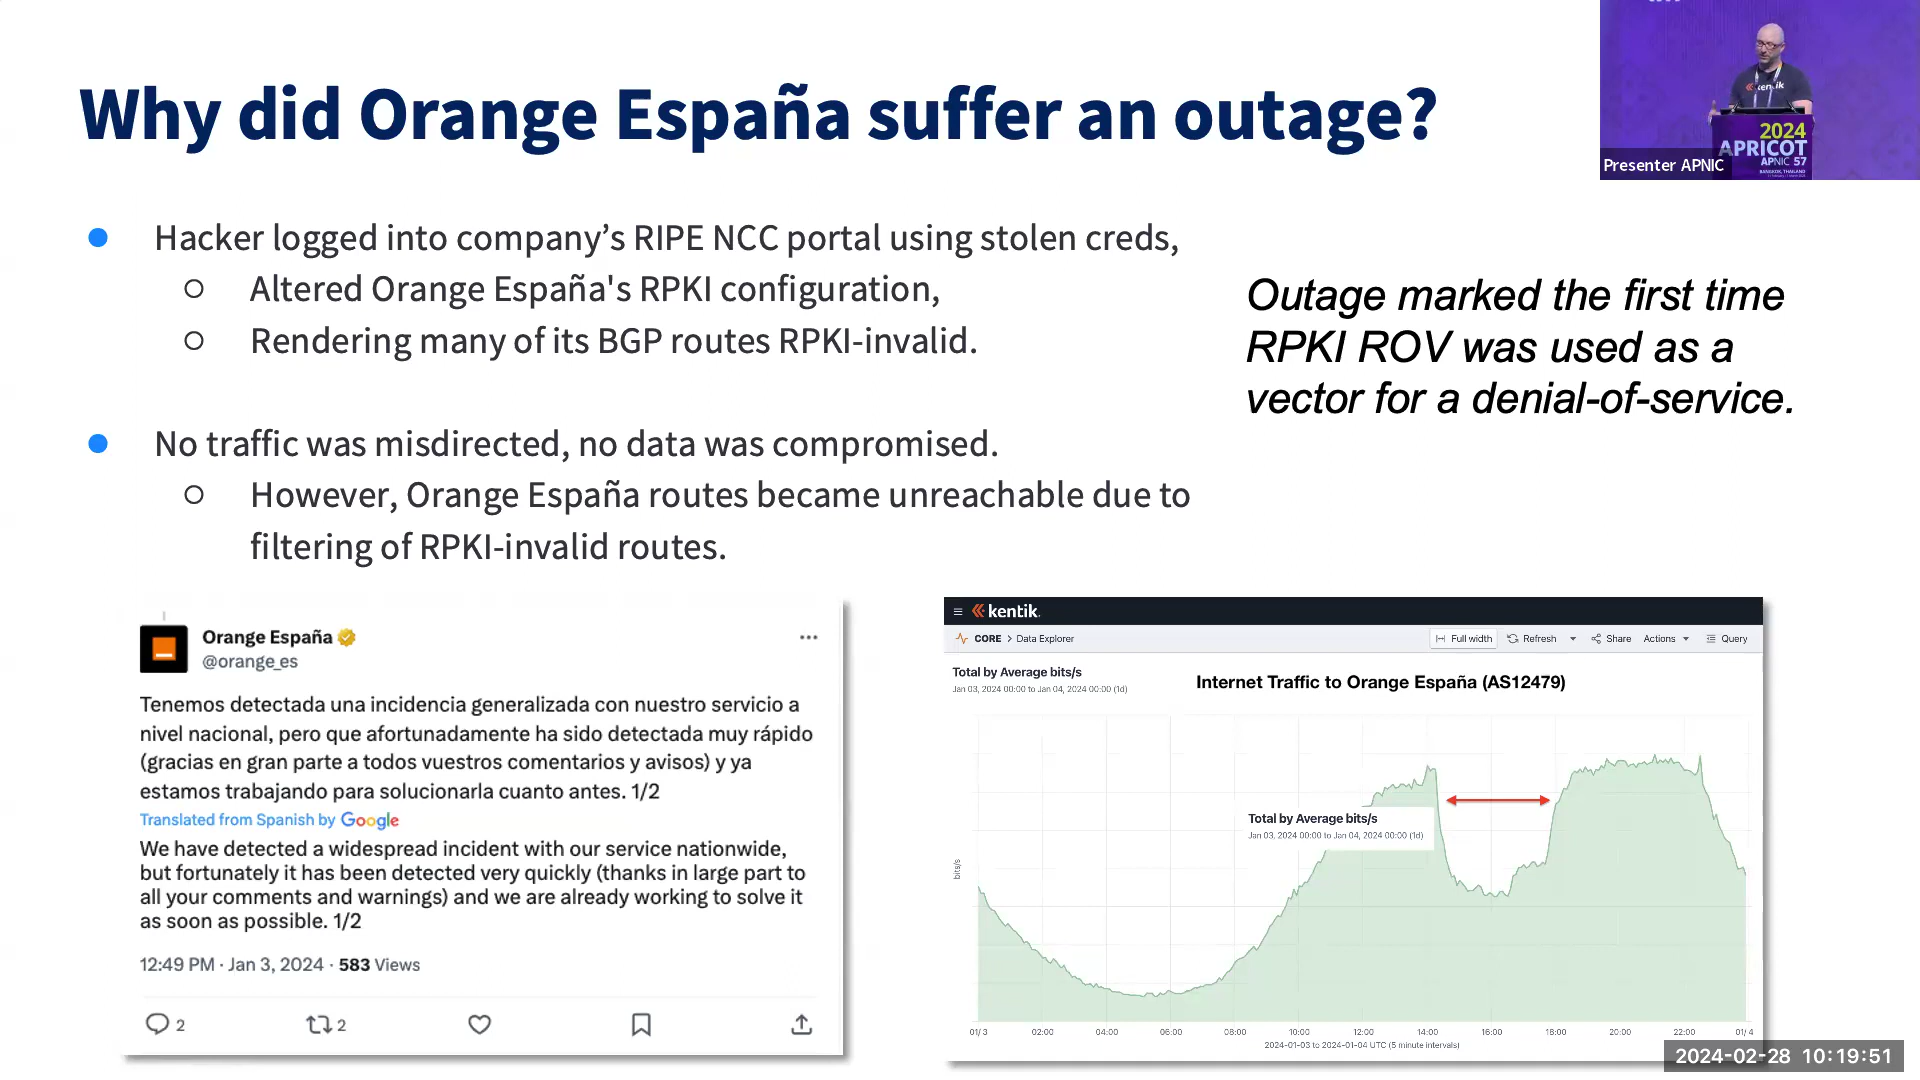 Why did Orange España suffer an outage?
kentik
2024
APRICOT
APNIC 57
BANGKOK, THAILAND
Presenter APNIC
Hacker logged into company’s RIPE NCC portal using stolen creds,
Altered Orange España's RPKI configuration,
Rendering many of its BGP routes RPKI-invalid.
No traffic was misdirected, no data was compromised.
However, Orange España routes became unreachable due to
filtering of RPKI-invalid routes.
Outage marked the first time
RPKI ROV was used as a
vector for a denial-of-service.
Orange España
@orange_es
Tenemos detectada una incidencia generalizada con nuestro servicio a
nivel nacional, pero que afortunadamente ha sido detectada muy rápido
(gracias en gran parte a todos vuestros comentarios y avisos) y ya
estamos trabajando para solucionarla cuanto antes. 1/2
Translated from Spanish by Google
We have detected a widespread incident with our service nationwide,
but fortunately it has been detected very quickly (thanks in large part to
all your comments and warnings) and we are already working to solve it
as soon as possible. 1/2
12:49 PM · Jan 3, 2024 · 583 Views
2
2
kentik.
CORE > Data Explorer
Full width Refresh Share Actions Query
Total by Average bits/s
Jan 03, 2024 00:00 to Jan 04, 2024 00:00 (1d)
Internet Traffic to Orange España (AS12479)
Total by Average bits/s
Jan 03, 2024 00:00 to Jan 04, 2024 00:00 (1d)
bits/s
01/ 3 02:00 04:00 06:00 08:00 10:00 12:00 14:00 16:00 18:00 20:00 22:00 01/ 4
2024-01-03 to 2024-01-04 UTC (5 minute intervals)
2024-02-28 10:19:51